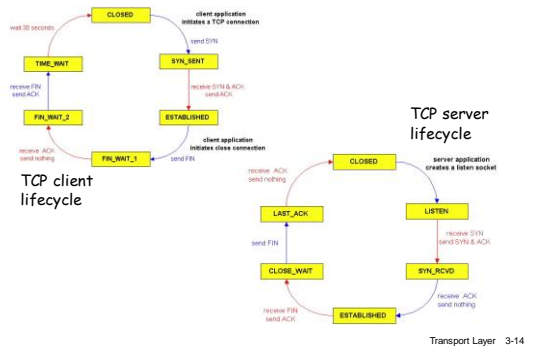 CLOSED
client application
initiates a TCP connection
wait 30 seconds
send SYN
TIME_WAIT
SYN_SENT
receive FIN
send ACK
receive SYN & ACK
send ACK
FIN_WAIT_2
ESTABLISHED
client application
initiates close connection
receive ACK
send nothing
FIN_WAIT_1
send FIN
TCP client
lifecycle
TCP server
lifecycle
CLOSED
server application
creates a listen socket
receive ACK
send nothing
LAST_ACK
LISTEN
send FIN
receive SYN
send SYN & ACK
CLOSE_WAIT
SYN_RCVD
receive FIN
send ACK
receive ACK
send nothing
ESTABLISHED
Transport Layer 3-14